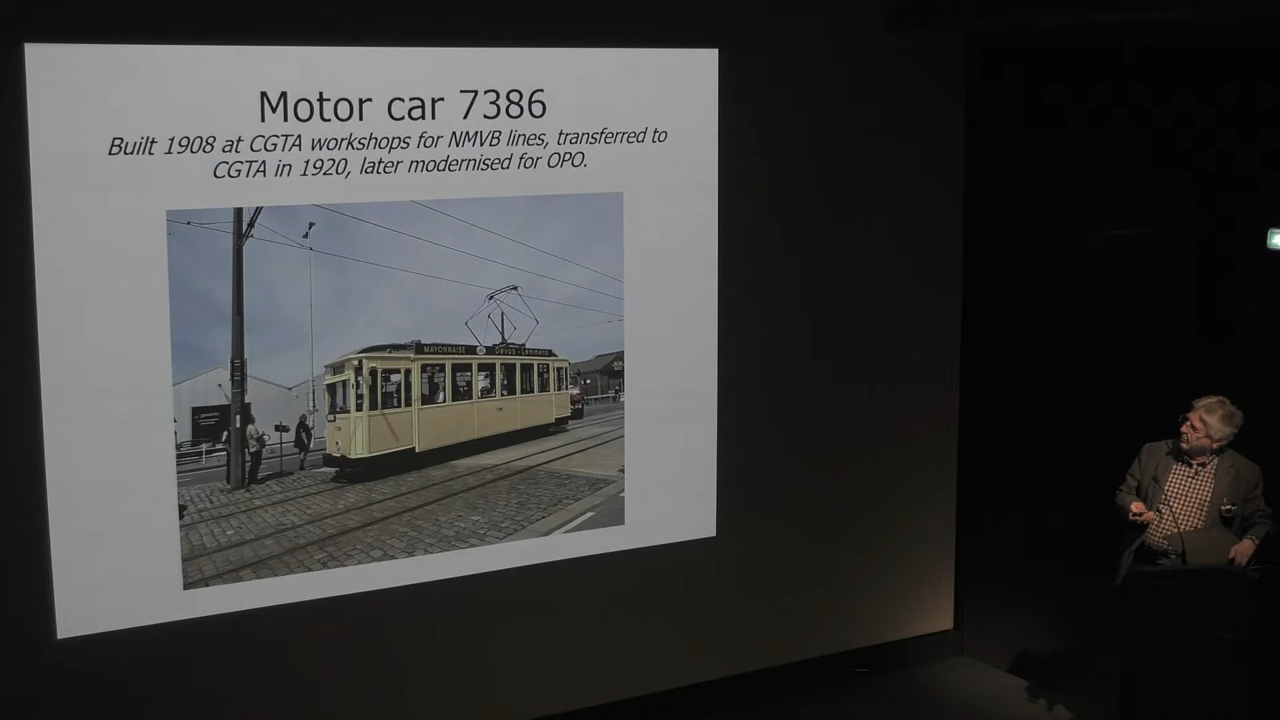 Motor car 7386
Built 1908 at CGTA workshops for NMVB lines, transferred to
CGTA in 1920, later modernised for OPO.
MAYONNAISE Devos-Lemmens